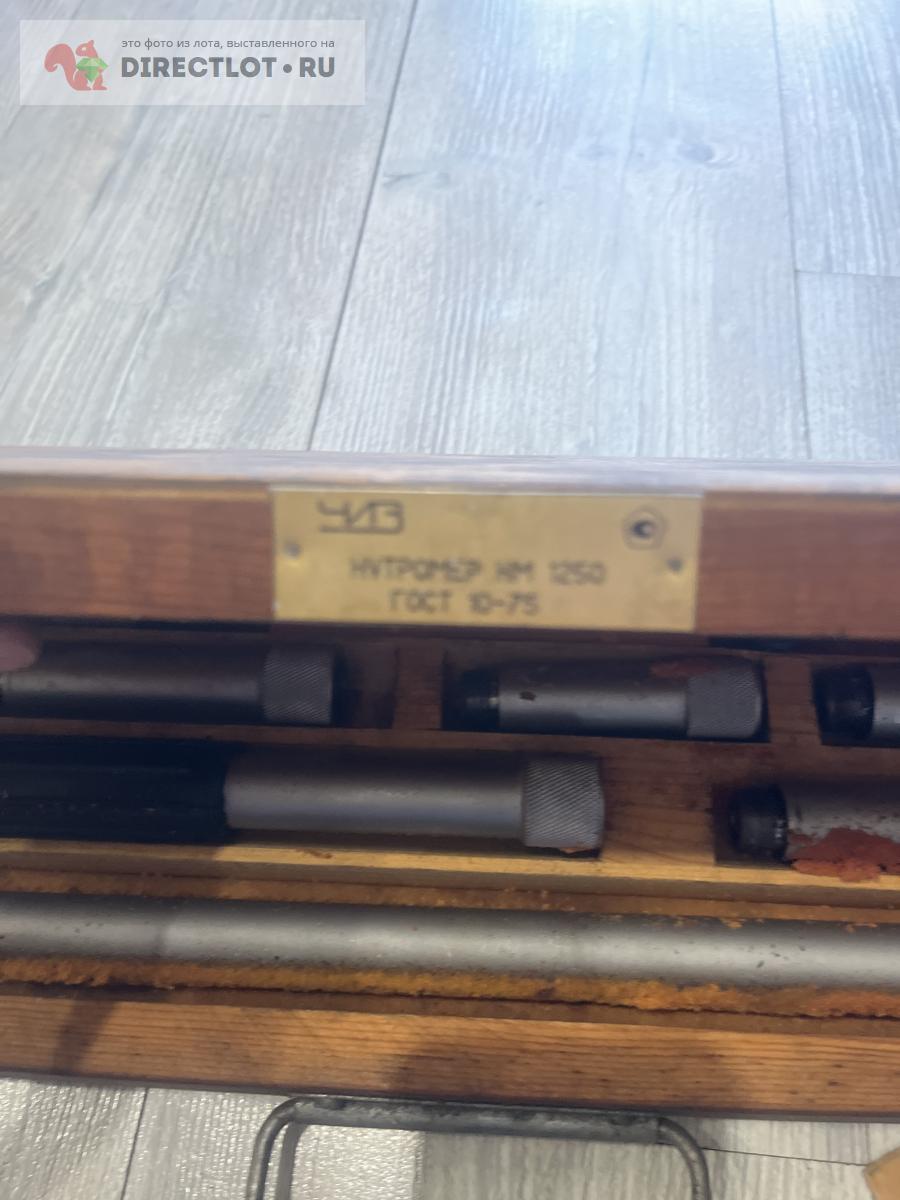 это фото из лота, выставленного на
DIRECTLOT•RU
ЧИЗ
НУТРОМЕР НМ 1250
ГОСТ 10-75